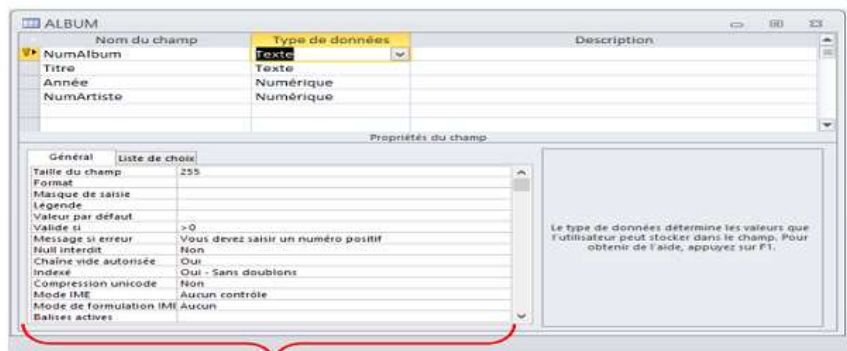 ALBUM
Nom du champ Type de données Description
NumAlbum Texte
Titre Texte
Année Numérique
NumArtiste Numérique
Propriétés du champ
Général Liste de choix
Taille du champ 255
Format
Masque de saisie
Légende
Valeur par défaut
Valide si >0
Message si erreur Vous devez saisir un numéro positif
Null interdit Non
Chaîne vide autorisée Oui
Indexé Oui - Sans doublons
Compression unicode Non
Mode IME Aucun contrôle
Mode de formulation IME Aucun
Balises actives
Le type de données détermine les valeurs que
l'utilisateur peut stocker dans le champ. Pour
obtenir de l'aide, appuyez sur F1.